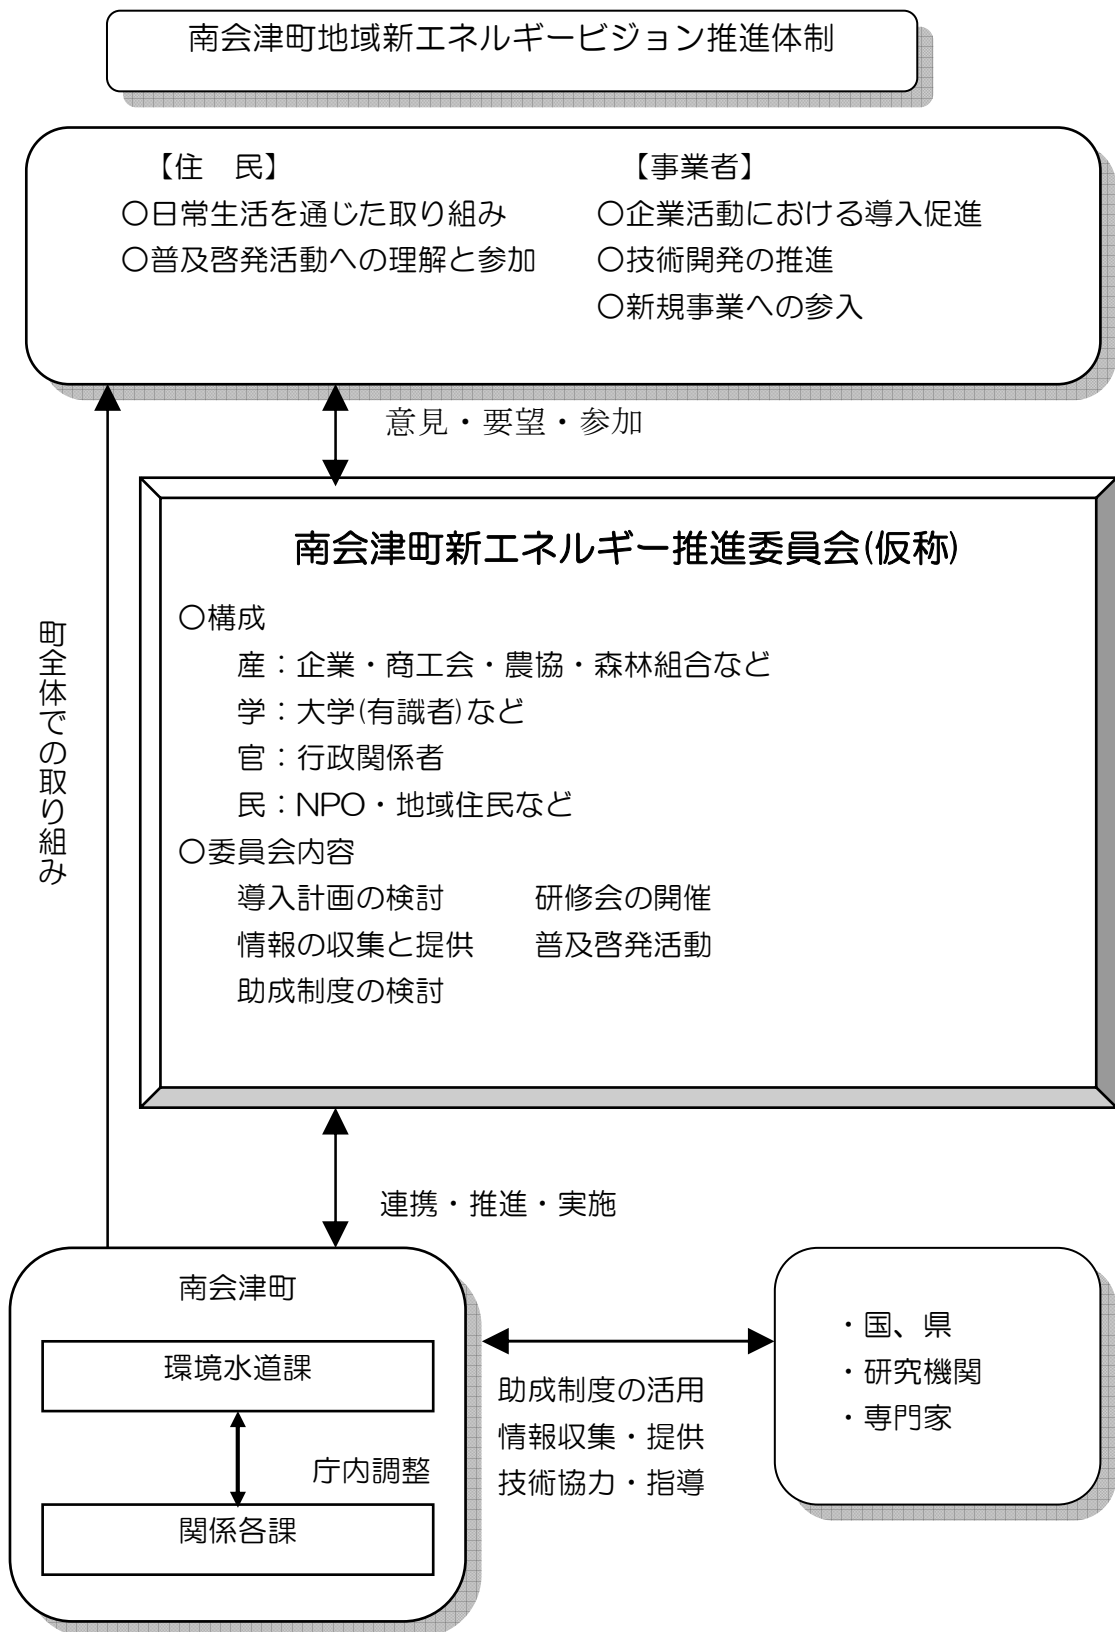 南会津町地域新エネルギービジョン推進体制
【住　民】
〇日常生活を通じた取り組み
〇普及啓発活動への理解と参加
【事業者】
〇企業活動における導入促進
〇技術開発の推進
〇新規事業への参入
意見・要望・参加
町全体での取り組み
南会津町新エネルギー推進委員会(仮称)
〇構成
産：企業・商工会・農協・森林組合など
学：大学(有識者)など
官：行政関係者
民：NPO・地域住民など
〇委員会内容
導入計画の検討　　　研修会の開催
情報の収集と提供　　普及啓発活動
助成制度の検討
連携・推進・実施
南会津町
環境水道課
庁内調整
関係各課
助成制度の活用
情報収集・提供
技術協力・指導
・国、県
・研究機関
・専門家